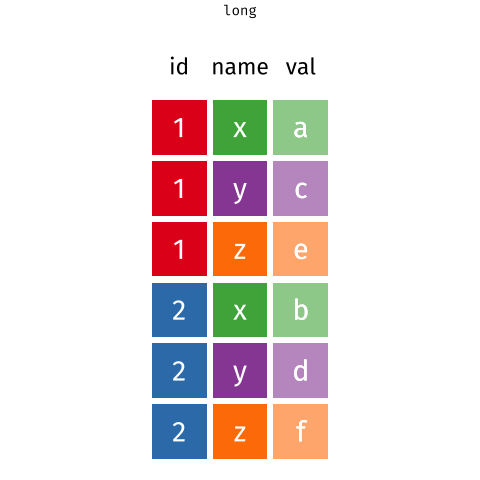 long
id name val
1 x a
1 y c
1 z e
2 x b
2 y d
2 z f